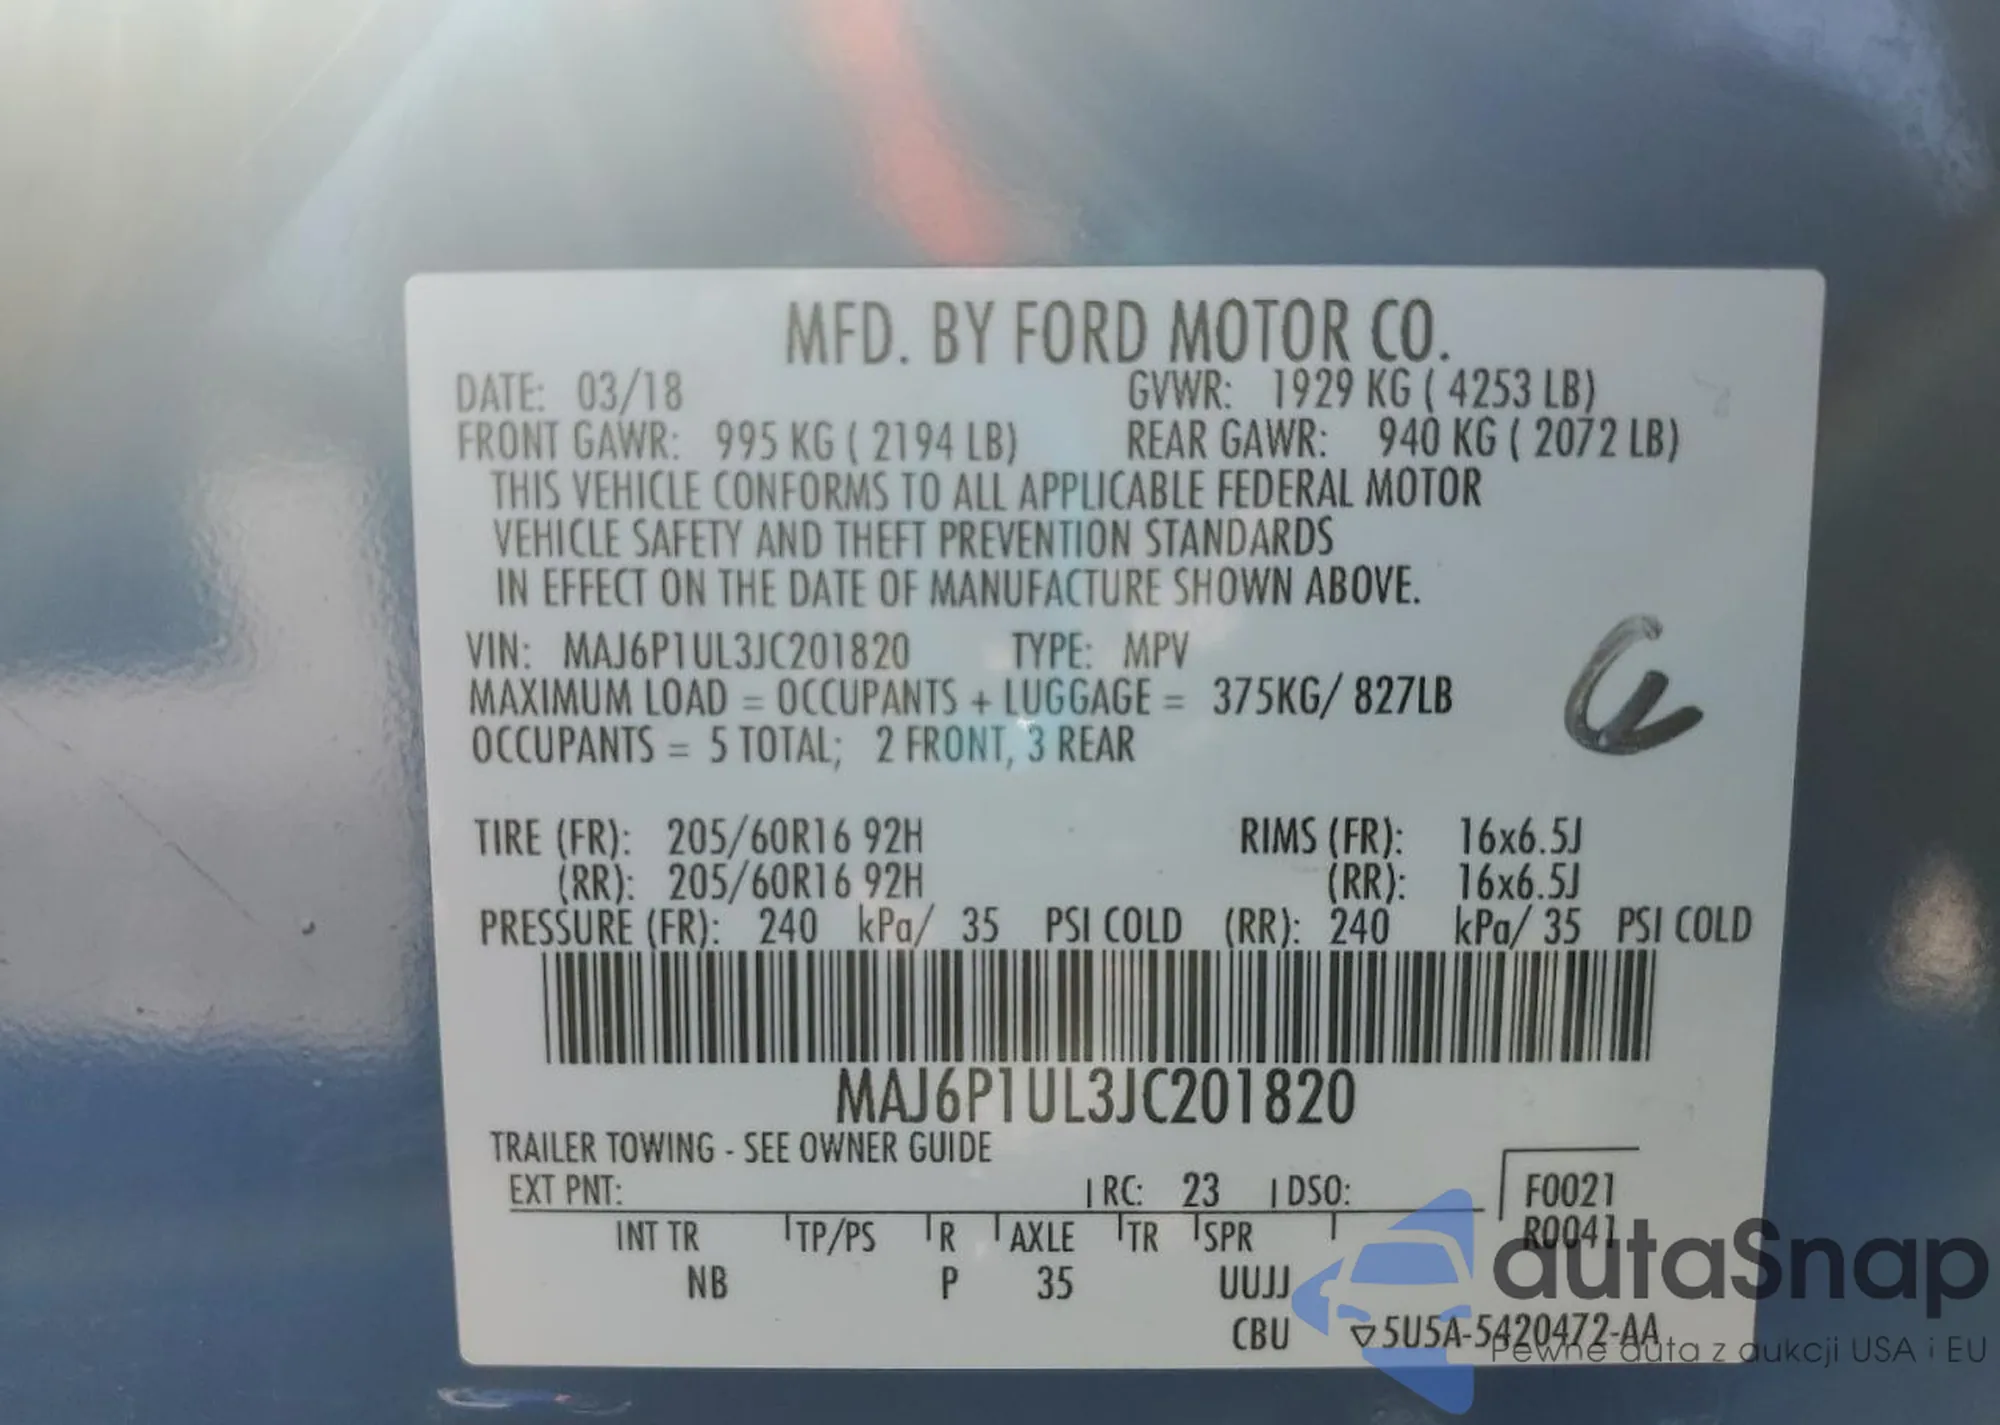 MFD. BY FORD MOTOR CO.
DATE: 03/18 GVWR: 1929 KG ( 4253 LB)
FRONT GAWR: 995 KG ( 2194 LB) REAR GAWR: 940 KG ( 2072 LB)
THIS VEHICLE CONFORMS TO ALL APPLICABLE FEDERAL MOTOR
VEHICLE SAFETY AND THEFT PREVENTION STANDARDS
IN EFFECT ON THE DATE OF MANUFACTURE SHOWN ABOVE.
VIN: MAJ6P1UL3JC201820 TYPE: MPV
MAXIMUM LOAD = OCCUPANTS + LUGGAGE = 375KG/ 827LB
OCCUPANTS = 5 TOTAL; 2 FRONT, 3 REAR
TIRE (FR): 205/60R16 92H RIMS (FR): 16x6.5J
(RR): 205/60R16 92H (RR): 16x6.5J
PRESSURE (FR): 240 kPa/ 35 PSI COLD (RR): 240 kPa/ 35 PSI COLD
MAJ6P1UL3JC201820
TRAILER TOWING - SEE OWNER GUIDE
EXT PNT: RC: 23 DSO: F0021
INT TR TP/PS R AXLE TR SPR R0041
NB P 35 UUJJ
CBU ▽5U5A-5420472-AA
autaSnap
Pewne auta z aukcji USA i EU